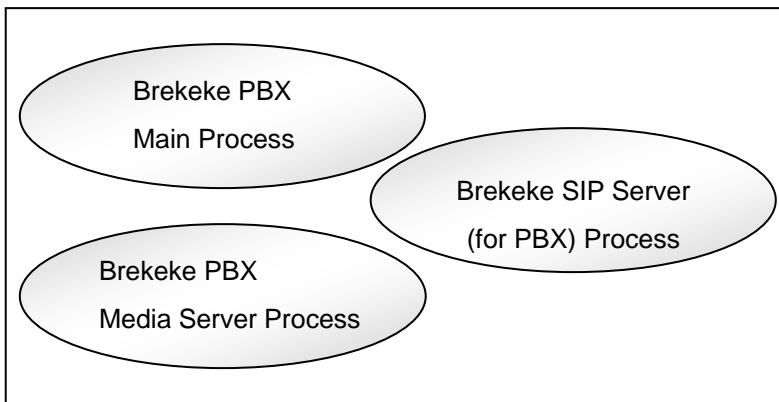 Brekeke PBX
Main Process
Brekeke SIP Server
(for PBX) Process
Brekeke PBX
Media Server Process